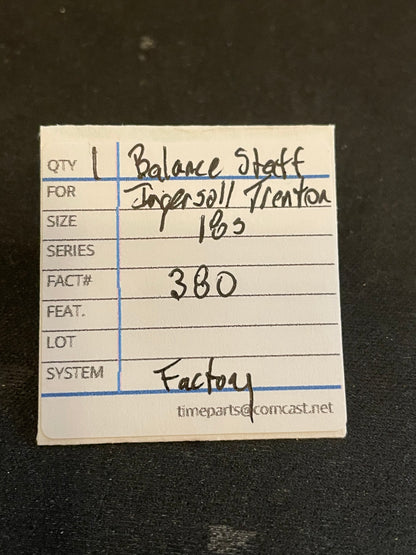 QTY 1 Balance Staff
FOR Ingersoll Trenton
SIZE 18s
SERIES
FACT# 380
FEAT.
LOT
SYSTEM Factory
timeparts@comcast.net